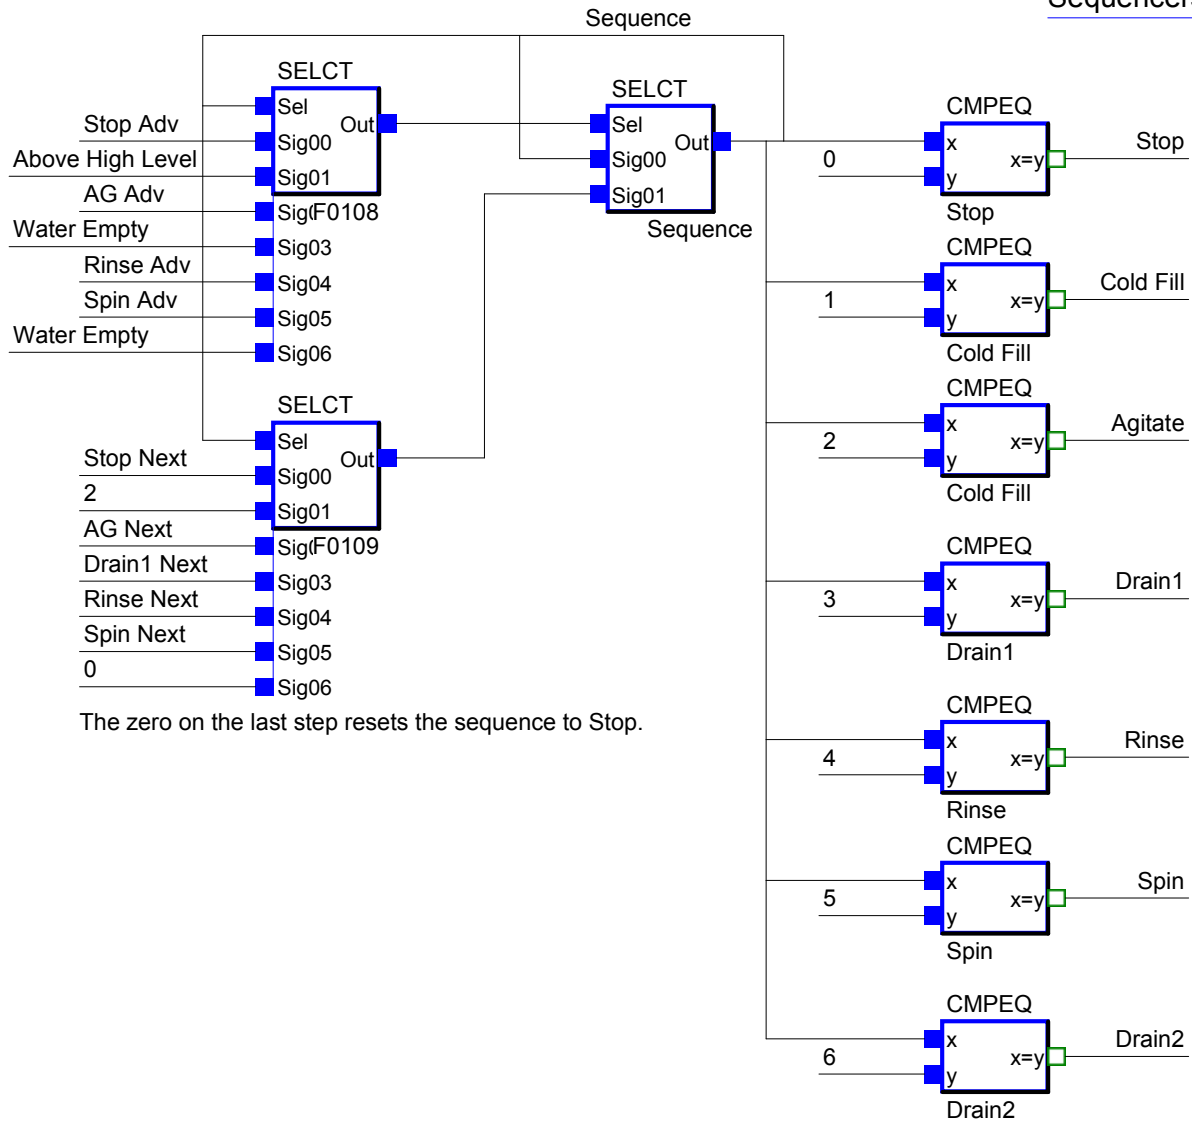 Sequencers
Sequence
SELCT
Sel
Out
Stop Adv
Sig00
Above High Level
Sig01
AG Adv
F0108
Water Empty
Sig03
Rinse Adv
Sig04
Spin Adv
Sig05
Water Empty
Sig06
SELCT
Sel
Out
Stop Next
Sig00
2
Sig01
AG Next
F0109
Drain1 Next
Sig03
Rinse Next
Sig04
Spin Next
Sig05
0
Sig06
The zero on the last step resets the sequence to Stop.
SELCT
Sel
Out
Sig00
Sig01
Sequence
CMPEQ
x
0
x=y
Stop
y
Stop
CMPEQ
x
1
x=y
Cold Fill
y
Cold Fill
CMPEQ
x
2
x=y
Agitate
y
Cold Fill
CMPEQ
x
3
x=y
Drain1
y
Drain1
CMPEQ
x
4
x=y
Rinse
y
Rinse
CMPEQ
x
5
x=y
Spin
y
Spin
CMPEQ
x
6
x=y
Drain2
y
Drain2